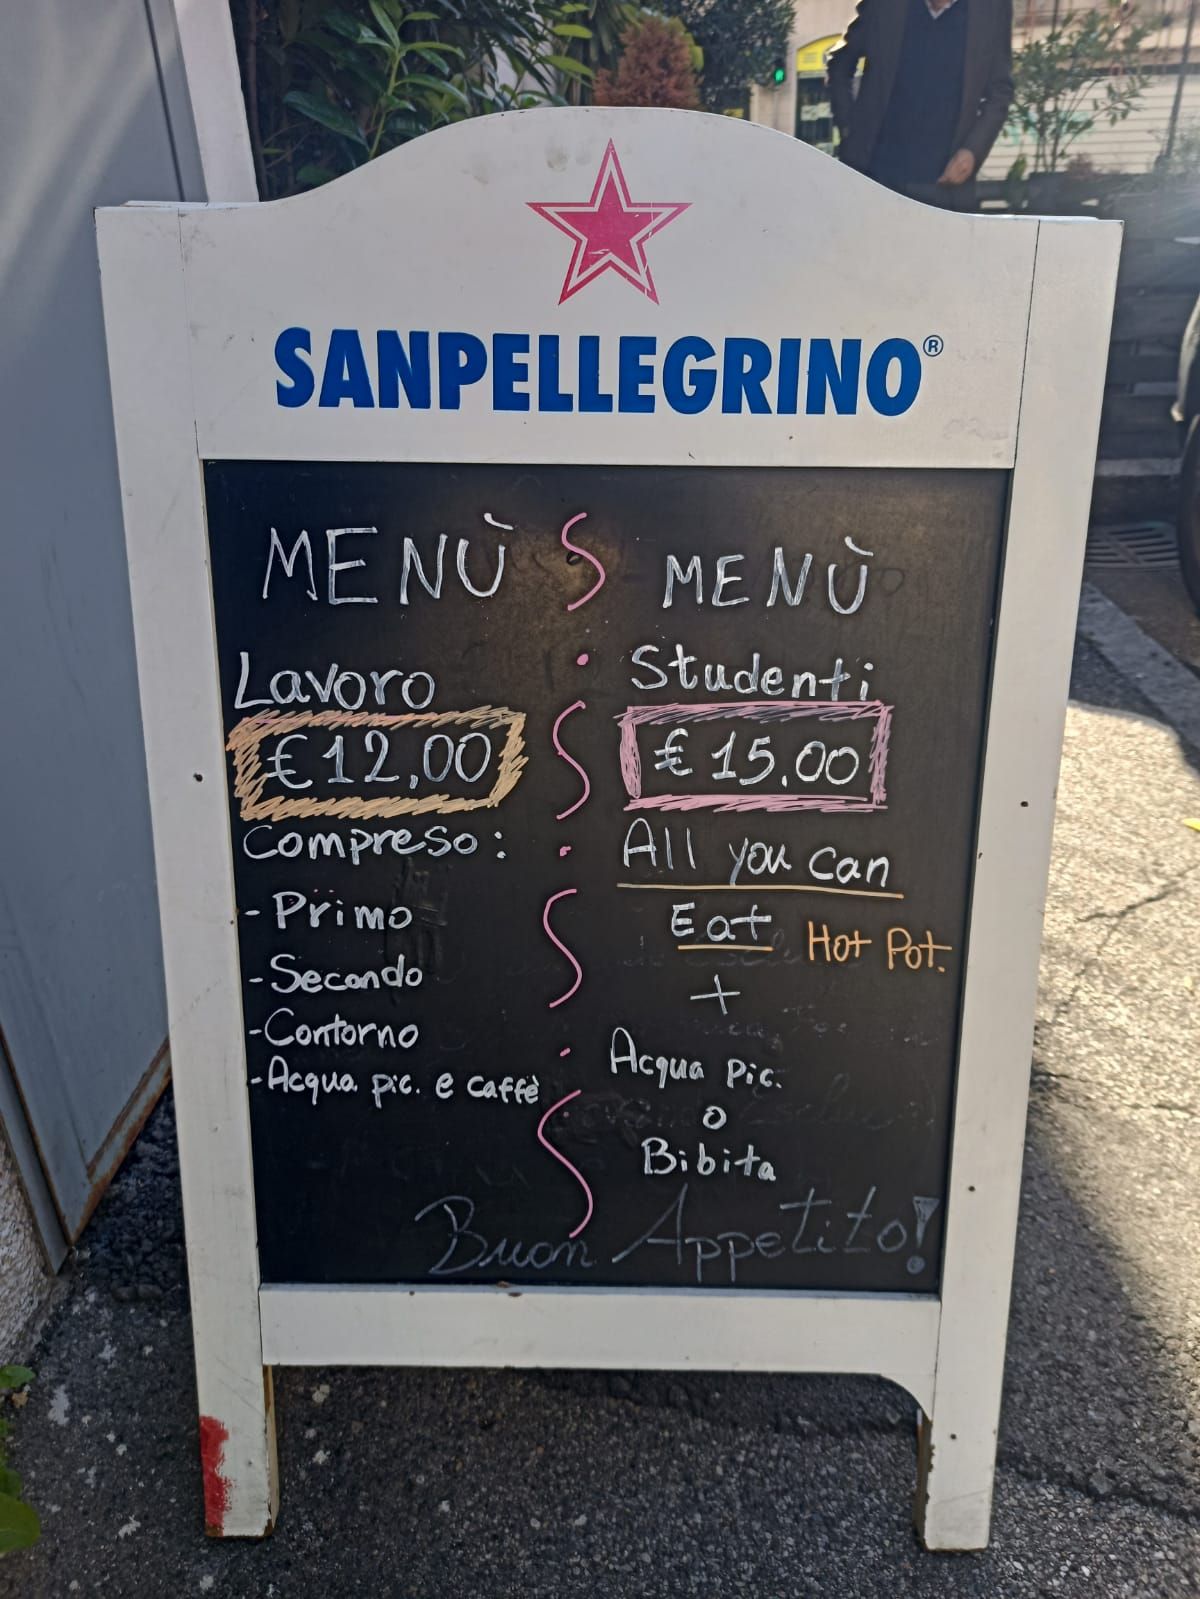 SANPELLEGRINO®
MENÙ
Lavoro
€ 12,00
Compreso:
- Primo
- Secondo
- Contorno
- Acqua pic. e caffè
MENÙ
Studenti
€ 15,00
All you can
Eat Hot Pot.
+
Acqua pic.
o
Bibita
Buon Appetito!